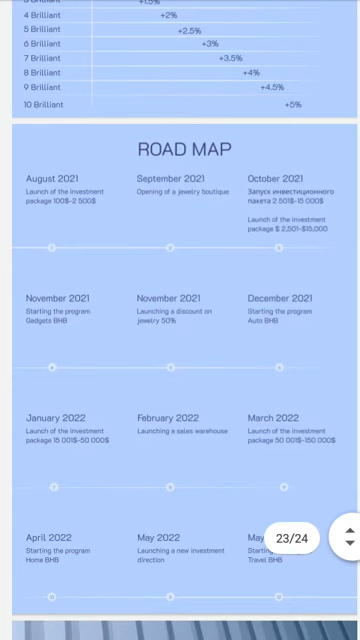 +1.5%
4 Brilliant
+2%
5 Brilliant
+2.5%
6 Brilliant
+3%
7 Brilliant
+3.5%
8 Brilliant
+4%
9 Brilliant
+4.5%
10 Brilliant
+5%
ROAD MAP
August 2021
Launch of the investment
package 100$-2 500$
September 2021
Opening of a jewelry boutique
October 2021
Запуск инвестиционного
пакета 2 501$-15 000$
Launch of the investment
package $ 2,501-$15,000
November 2021
Starting the program
Gadgets BHB
November 2021
Launching a discount on
jewelry 50%
December 2021
Starting the program
Auto BHB
January 2022
Launch of the investment
package 15 001$-50 000$
February 2022
Launching a sales warehouse
March 2022
Launch of the investment
package 50 001$-150 000$
April 2022
Starting the program
Home BHB
May 2022
Launching a new investment
direction
May
Travel BHB
23/24